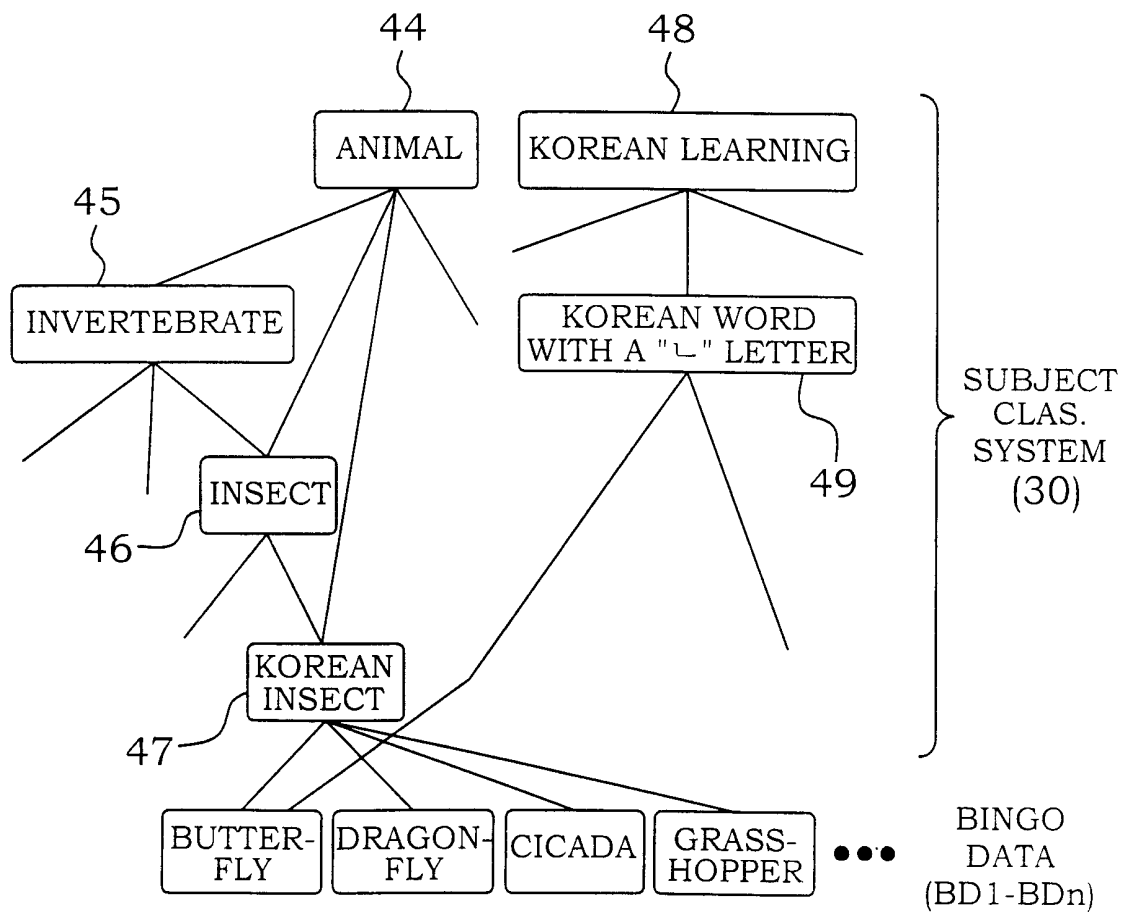 44
48
ANIMAL
KOREAN LEARNING
45
INVERTEBRATE
KOREAN WORD
WITH A "ㄴ" LETTER
SUBJECT
CLAS.
SYSTEM
(30)
49
INSECT
46
KOREAN
INSECT
47
BUTTER-
FLY
DRAGON-
FLY
CICADA
GRASS-
HOPPER
BINGO
DATA
(BD1-BDn)